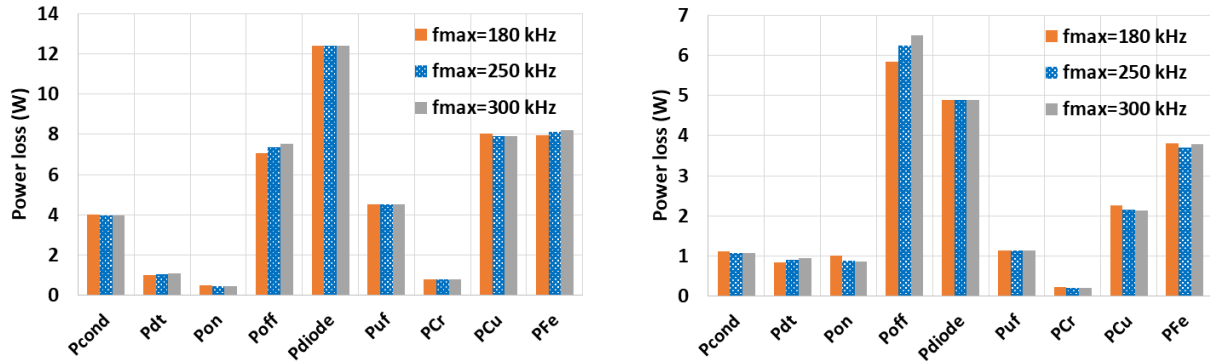 Power loss (W)
14
12
10
8
6
4
2
0
fmax=180 kHz
fmax=250 kHz
fmax=300 kHz
Pcond Pdt Pon Poff Pdiode Puf PCr PCu PFe
Power loss (W)
7
6
5
4
3
2
1
0
fmax=180 kHz
fmax=250 kHz
fmax=300 kHz
Pcond Pdt Pon Poff Pdiode Puf PCr PCu PFe